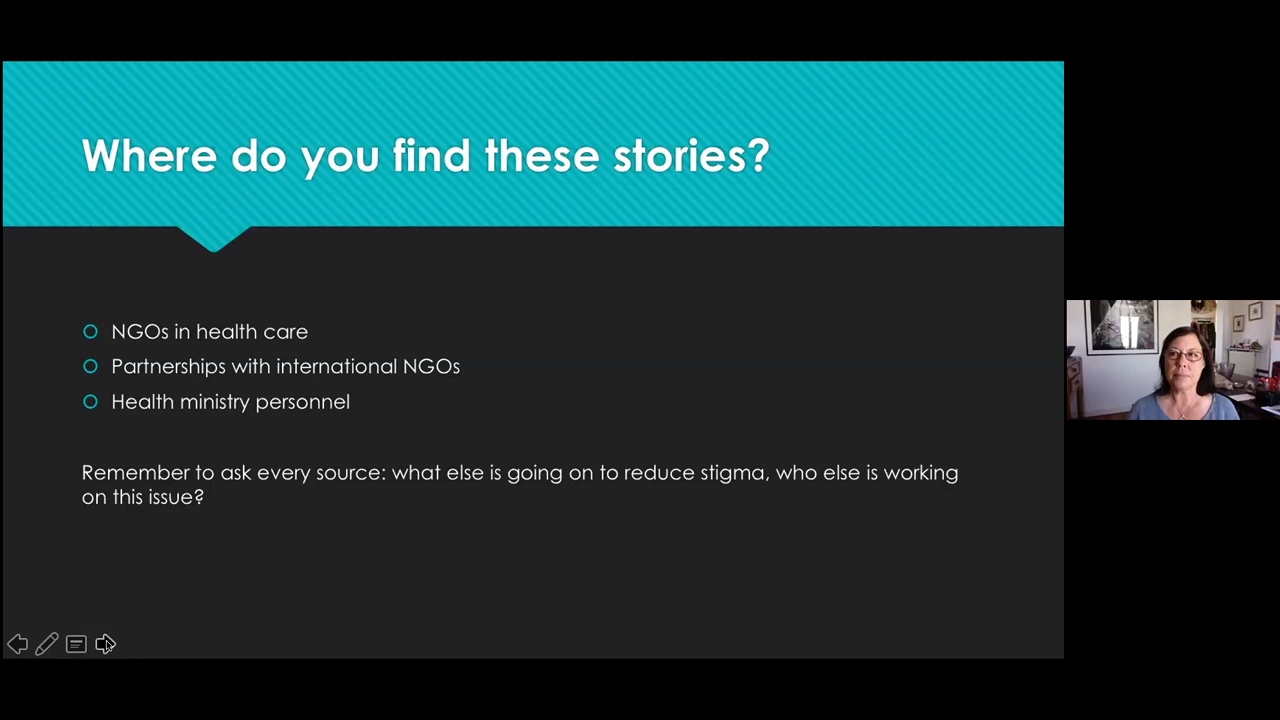 Where do you find these stories?
NGOs in health care
Partnerships with international NGOs
Health ministry personnel
Remember to ask every source: what else is going on to reduce stigma, who else is working
on this issue?